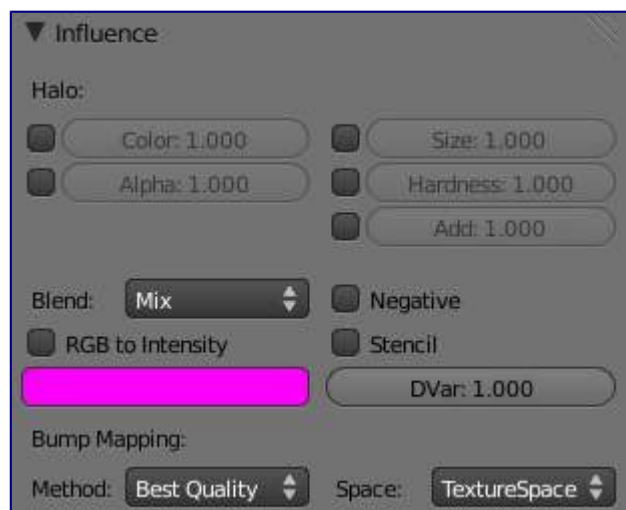 Influence
Halo:
Color: 1.000 Size: 1.000
Alpha: 1.000 Hardness: 1.000
Add: 1.000
Blend: Mix Negative
RGB to Intensity Stencil
DVar: 1.000
Bump Mapping:
Method: Best Quality Space: TextureSpace